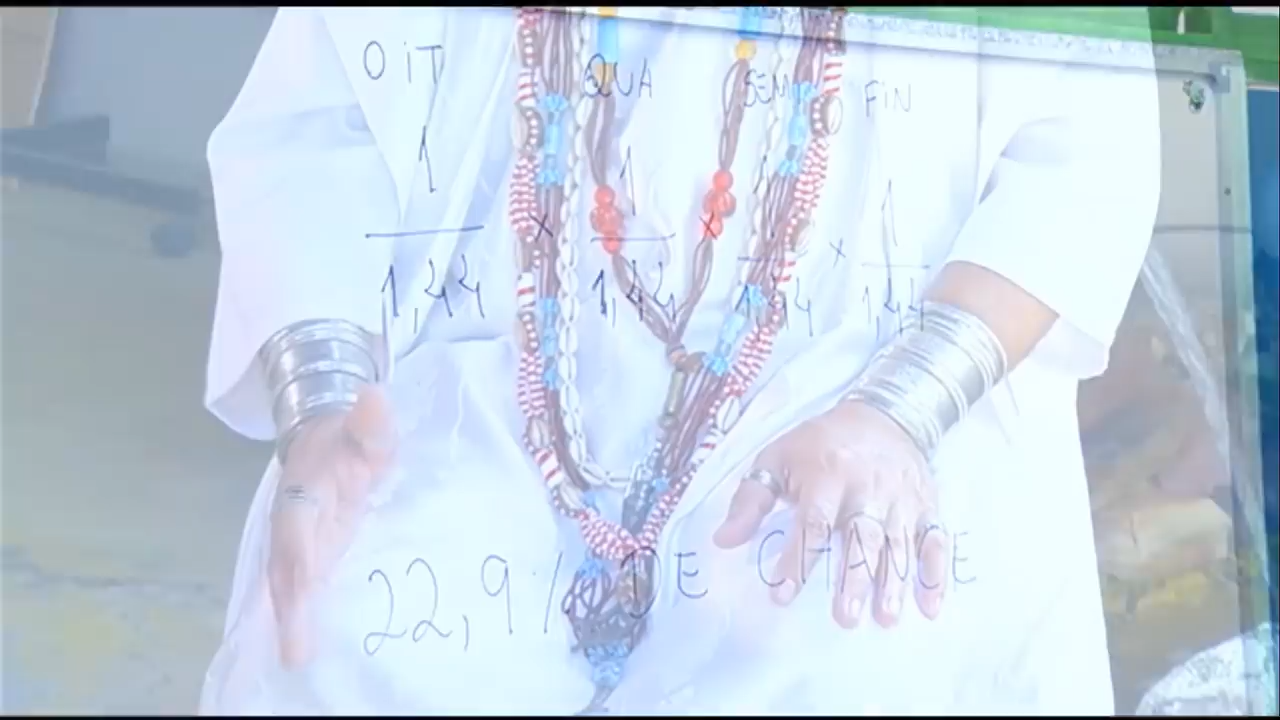 OIT QUA SEM FIN
1 1 1 1
1,44 x 1,44 x 1,44 x 1,44
22,9% DE CHANCE